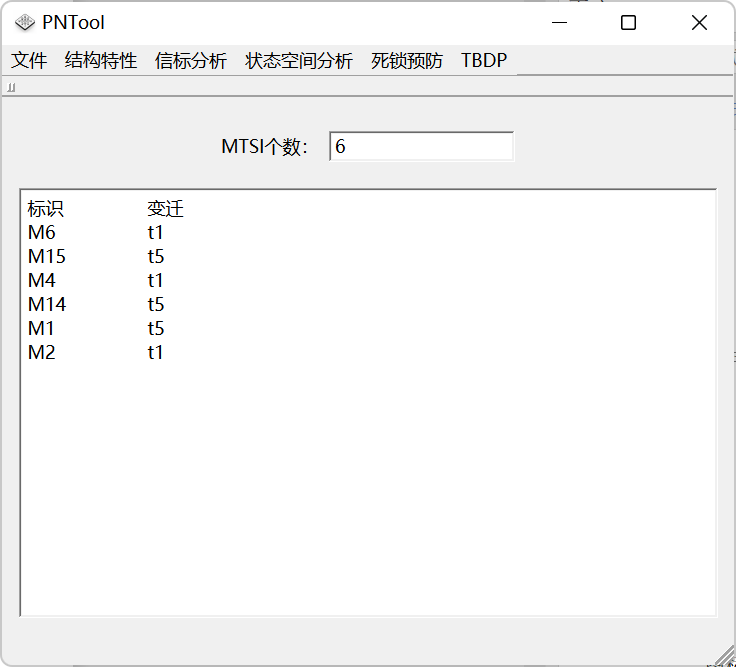 PNTool
文件 结构特性 信标分析 状态空间分析 死锁预防 TBDP
MTSI个数： 6
标识 变迁
M6 t1
M15 t5
M4 t1
M14 t5
M1 t5
M2 t1